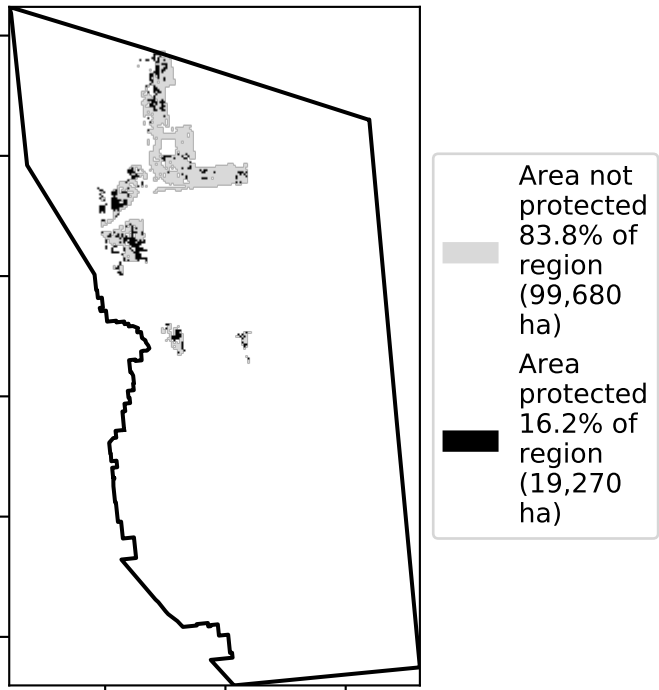 Area not
protected
83.8% of
region
(99,680
ha)
Area
protected
16.2% of
region
(19,270
ha)